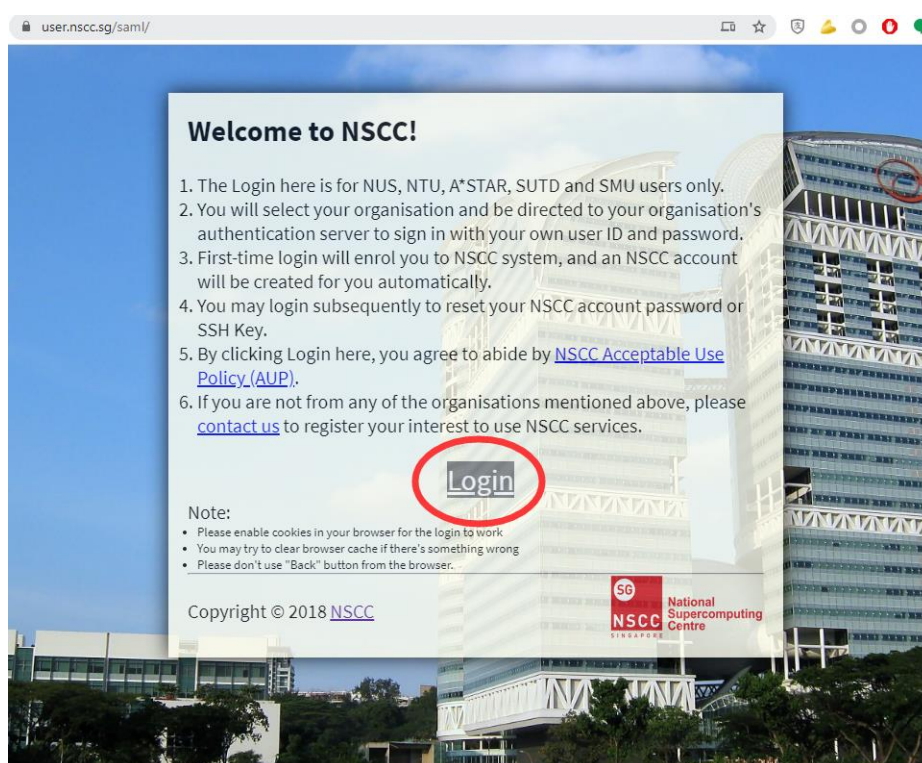 user.nscc.sg/saml/
Welcome to NSCC!
1. The Login here is for NUS, NTU, A*STAR, SUTD and SMU users only.
2. You will select your organisation and be directed to your organisation's
authentication server to sign in with your own user ID and password.
3. First-time login will enrol you to NSCC system, and an NSCC account
will be created for you automatically.
4. You may login subsequently to reset your NSCC account password or
SSH Key.
5. By clicking Login here, you agree to abide by NSCC Acceptable Use
Policy (AUP).
6. If you are not from any of the organisations mentioned above, please
contact us to register your interest to use NSCC services.
Login
Note:
• Please enable cookies in your browser for the login to work
• You may try to clear browser cache if there's something wrong
• Please don't use "Back" button from the browser.
Copyright © 2018 NSCC
SG
NSCC
SINGAPORE
National
Supercomputing
Centre